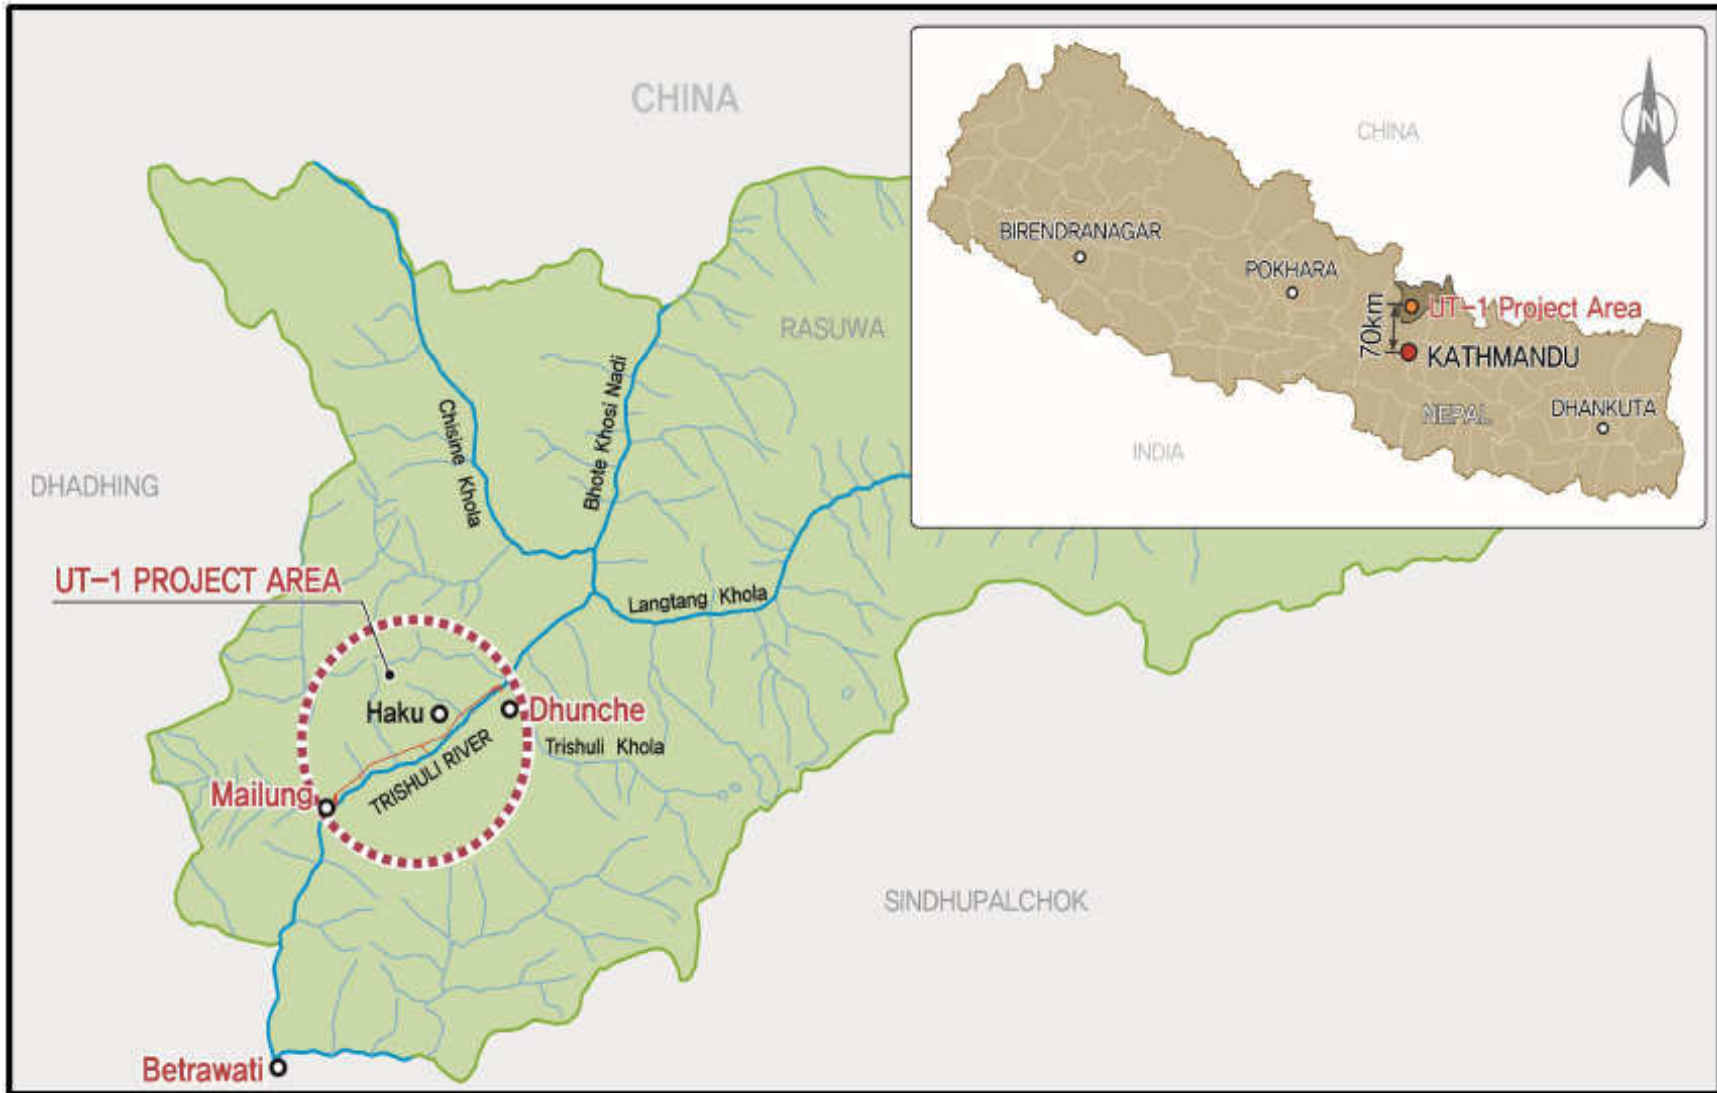 CHINA
RASUWA
Chisine Khola
Bhote Khosi Nadi
DHADHING
UT-1 PROJECT AREA
Langtang Khola
Haku
Dhunche
Trishuli Khola
TRISHULI RIVER
Mailung
SINDHUPALCHOK
Betrawati
N
CHINA
BIRENDRANAGAR
POKHARA
UT-1 Project Area
70km
KATHMANDU
NEPAL
DHANKUTA
INDIA